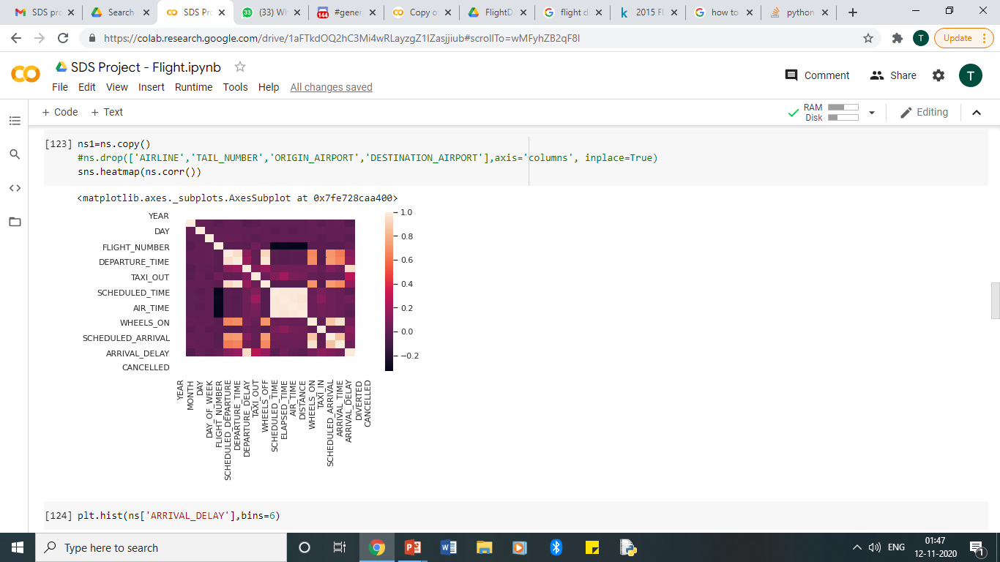 SDS pro
Search
SDS Pro
(33) Wh
#gener
Copy o
FlightD
flight d
2015 Fl
how to
python
https://colab.research.google.com/drive/1aFTkdOQ2hC3Mi4wRLayzgZ1IZasjjiub#scrollTo=wMFyhZB2qF8l
T
Update
SDS Project - Flight.ipynb
Comment
Share
T
File Edit View Insert Runtime Tools Help All changes saved
+ Code + Text
RAM
Disk
Editing
[123] ns1=ns.copy()
#ns.drop(['AIRLINE','TAIL_NUMBER','ORIGIN_AIRPORT','DESTINATION_AIRPORT'],axis='columns', inplace=True)
sns.heatmap(ns.corr())
<matplotlib.axes._subplots.AxesSubplot at 0x7fe728caa400>
YEAR
DAY
FLIGHT_NUMBER
DEPARTURE_TIME
TAXI_OUT
SCHEDULED_TIME
AIR_TIME
WHEELS_ON
SCHEDULED_ARRIVAL
ARRIVAL_DELAY
CANCELLED
1.0
0.8
0.6
0.4
0.2
0.0
−0.2
YEAR
MONTH
DAY
DAY_OF_WEEK
FLIGHT_NUMBER
SCHEDULED_DEPARTURE
DEPARTURE_TIME
DEPARTURE_DELAY
TAXI_OUT
WHEELS_OFF
SCHEDULED_TIME
ELAPSED_TIME
AIR_TIME
DISTANCE
WHEELS_ON
TAXI_IN
SCHEDULED_ARRIVAL
ARRIVAL_TIME
ARRIVAL_DELAY
DIVERTED
CANCELLED
[124] plt.hist(ns['ARRIVAL_DELAY'],bins=6)
Type here to search
ENG
01:47
12-11-2020
1